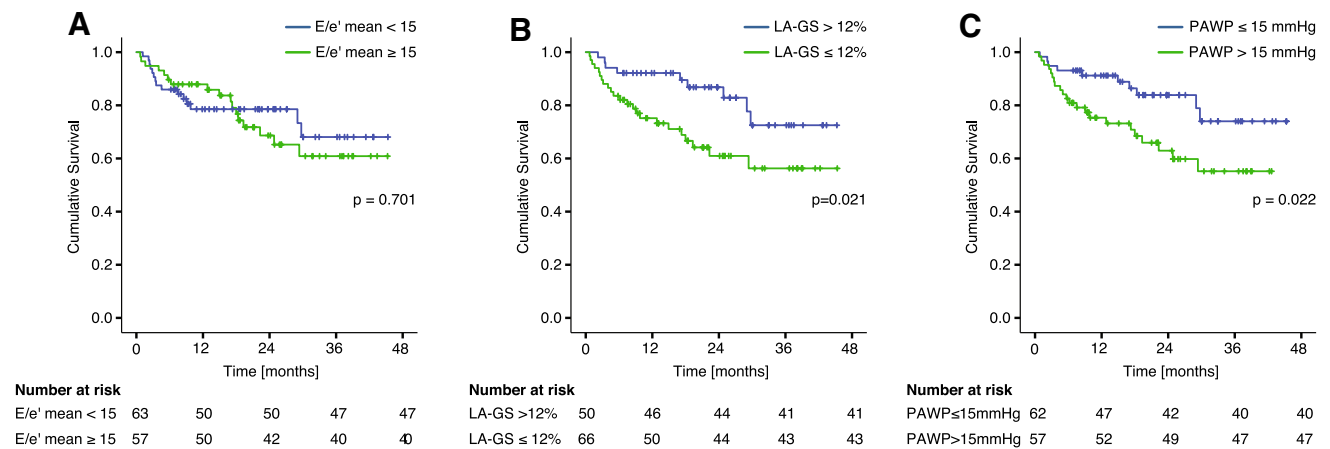 A
E/e' mean < 15
E/e' mean ≥ 15
1.0
0.8
0.6
0.4
0.2
0.0
Cumulative Survival
p = 0.701
0 12 24 36 48
Time [months]
Number at risk
E/e' mean < 15 63 50 50 47 47
E/e' mean ≥ 15 57 50 42 40 40
B
LA-GS > 12%
LA-GS ≤ 12%
1.0
0.8
0.6
0.4
0.2
0.0
Cumulative Survival
p=0.021
0 12 24 36 48
Time [months]
Number at risk
LA-GS >12% 50 46 44 41 41
LA-GS ≤ 12% 66 50 44 43 43
C
PAWP ≤ 15 mmHg
PAWP > 15 mmHg
1.0
0.8
0.6
0.4
0.2
0.0
Cumulative Survival
p = 0.022
0 12 24 36 48
Time [months]
Number at risk
PAWP≤15mmHg 62 47 42 40 40
PAWP>15mmHg 57 52 49 47 47